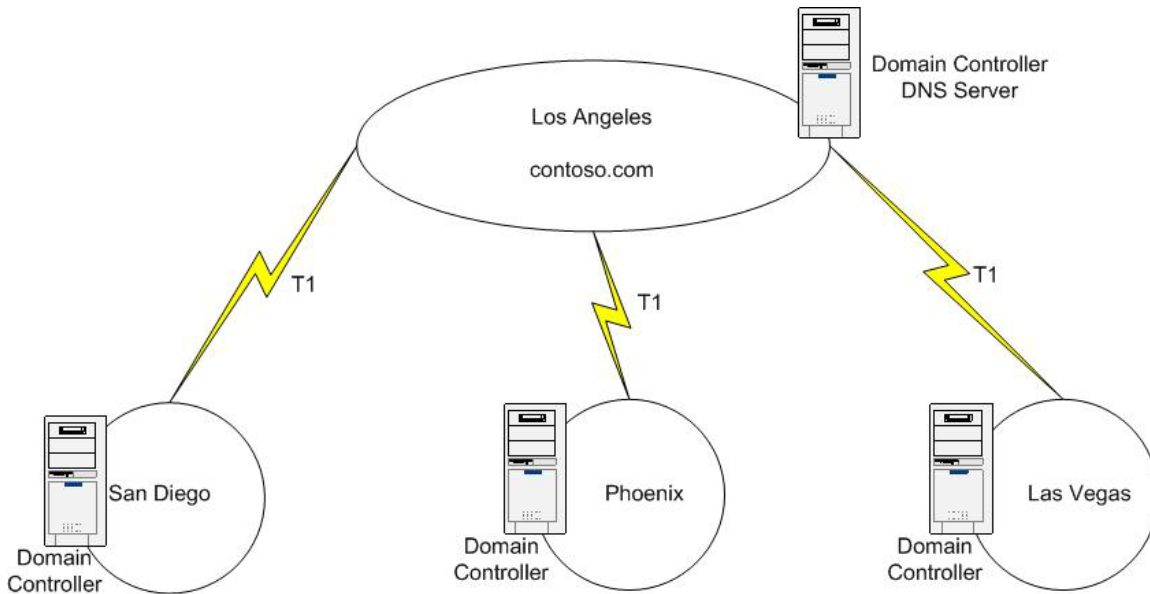 Domain Controller
DNS Server
Los Angeles
contoso.com
T1
T1
T1
San Diego
Domain
Controller
Phoenix
Domain
Controller
Las Vegas
Domain
Controller